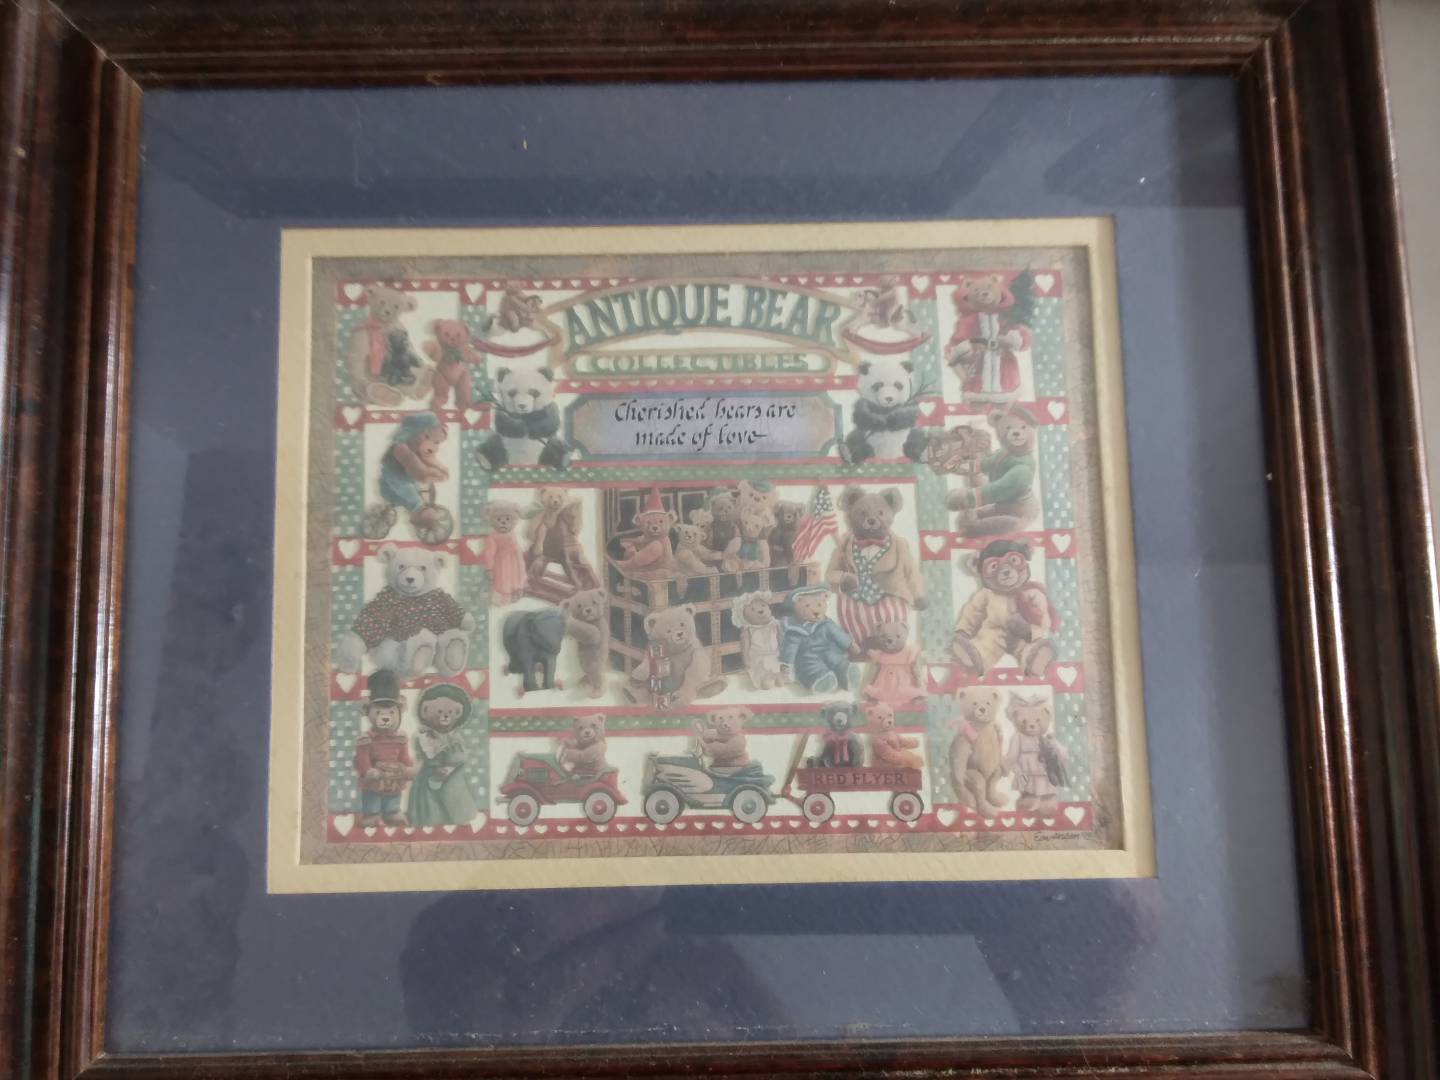 ANTIQUE BEAR
COLLECTIBLES
Cherished bears are
made of love
RED FLYER